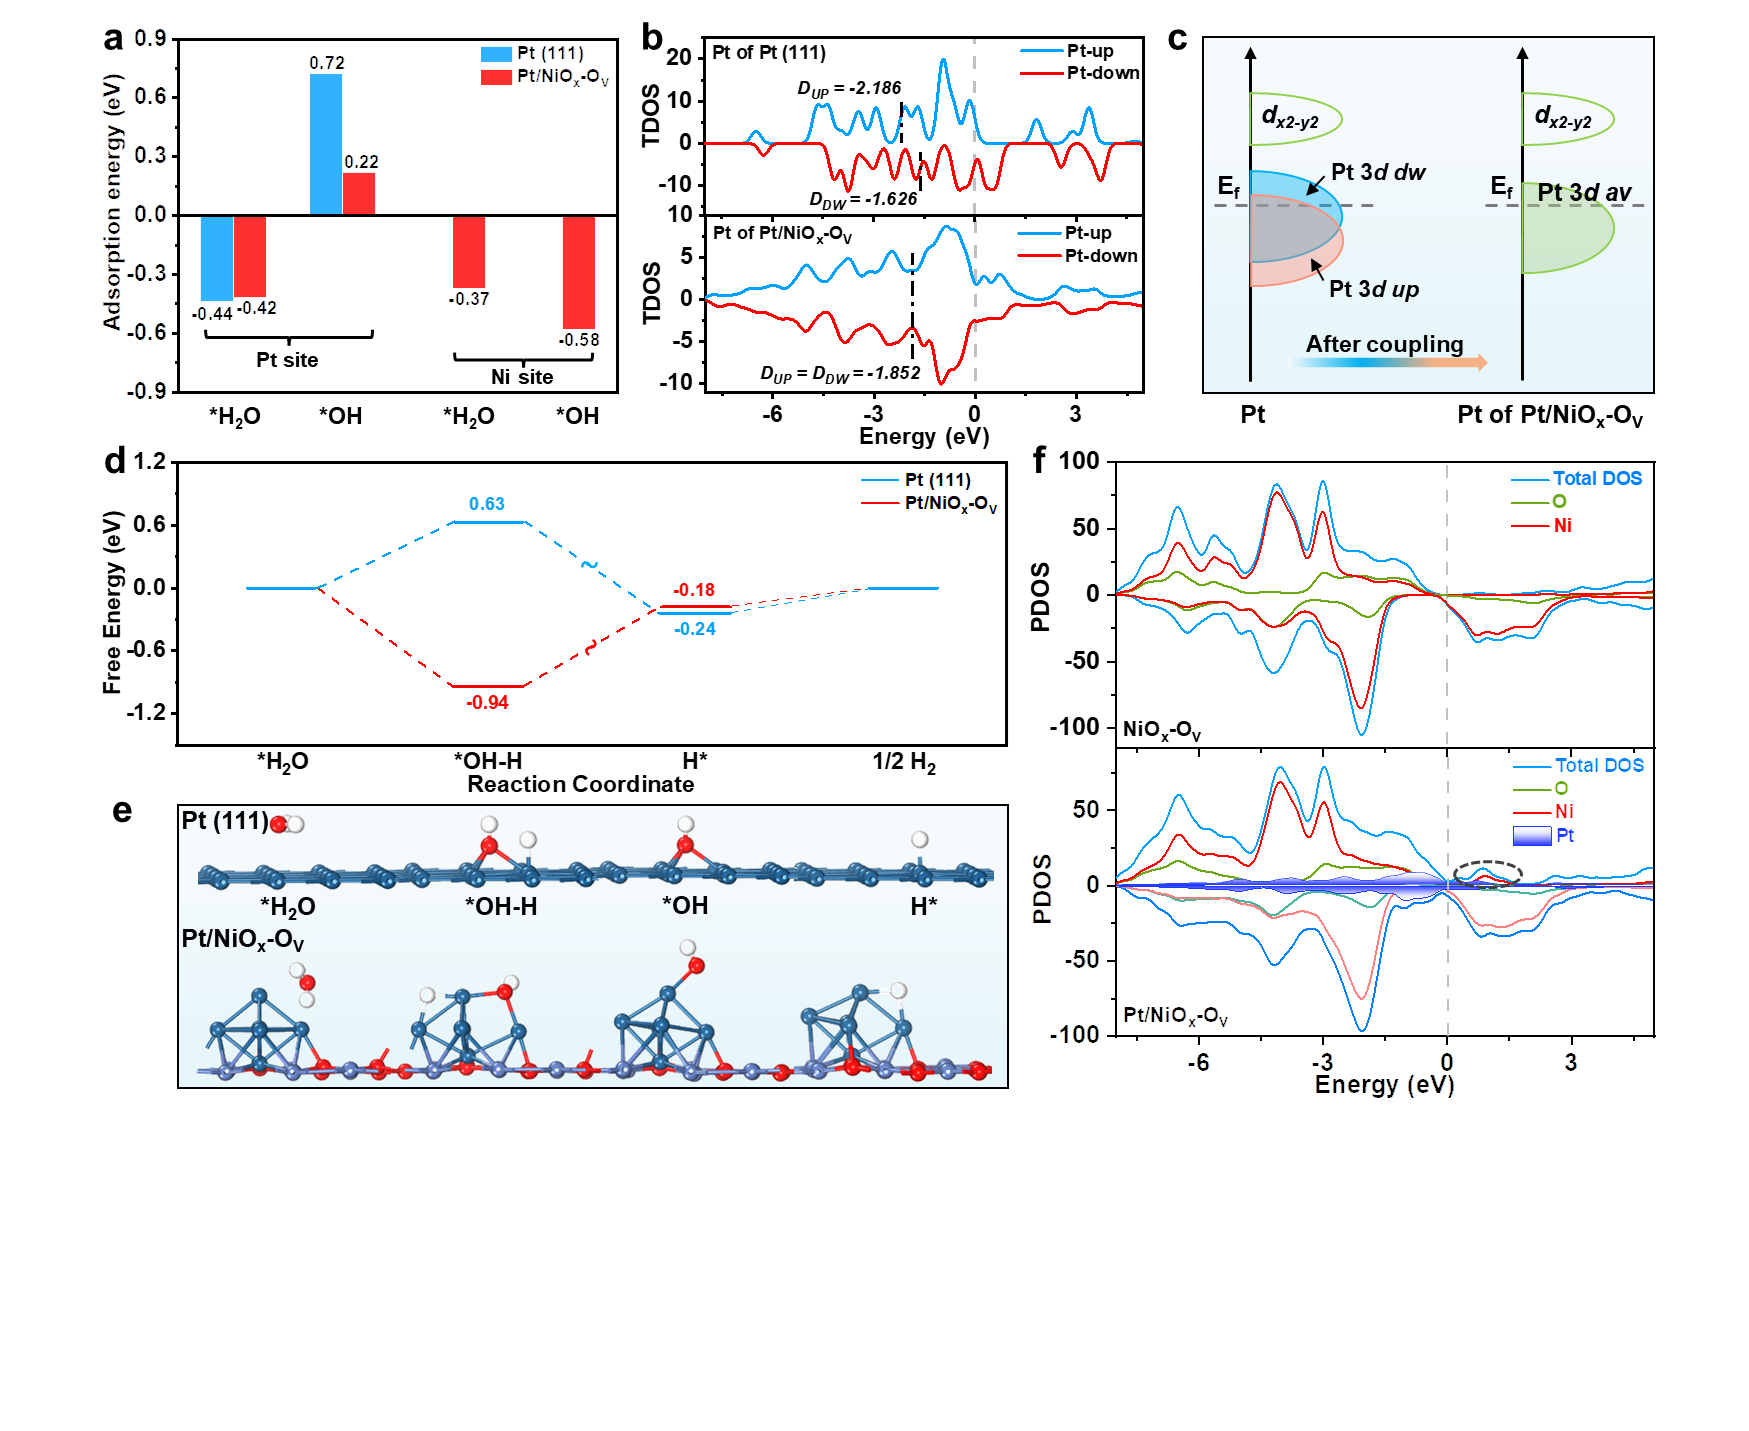 a
0.9
0.6
0.3
0.0
-0.3
-0.6
-0.9
Adsorption energy (eV)
Pt (111)
Pt/NiOₓ-Oᵥ
0.72
0.22
-0.44
-0.42
-0.37
-0.58
Pt site
Ni site
*H₂O
*OH
*H₂O
*OH
b
Pt of Pt (111)
Pt-up
Pt-down
D_UP = -2.186
D_DW = -1.626
TDOS
20
10
0
-10
10
Pt of Pt/NiOₓ-Oᵥ
Pt-up
Pt-down
D_UP = D_DW = -1.852
TDOS
5
0
-5
-10
-6
-3
0
3
Energy (eV)
c
dx2-y2
dx2-y2
Ef
Pt 3d dw
Ef
Pt 3d av
Pt 3d up
After coupling
Pt
Pt of Pt/NiOₓ-Oᵥ
d
1.2
0.6
0.0
-0.6
-1.2
Free Energy (eV)
Pt (111)
Pt/NiOₓ-Oᵥ
0.63
-0.18
-0.24
-0.94
*H₂O
*OH-H
H*
1/2 H₂
Reaction Coordinate
e
Pt (111)
*H₂O
*OH-H
*OH
H*
Pt/NiOₓ-Oᵥ
f
100
50
0
-50
-100
PDOS
Total DOS
O
Ni
NiOₓ-Oᵥ
50
0
-50
-100
PDOS
Total DOS
O
Ni
Pt
Pt/NiOₓ-Oᵥ
-6
-3
0
3
Energy (eV)